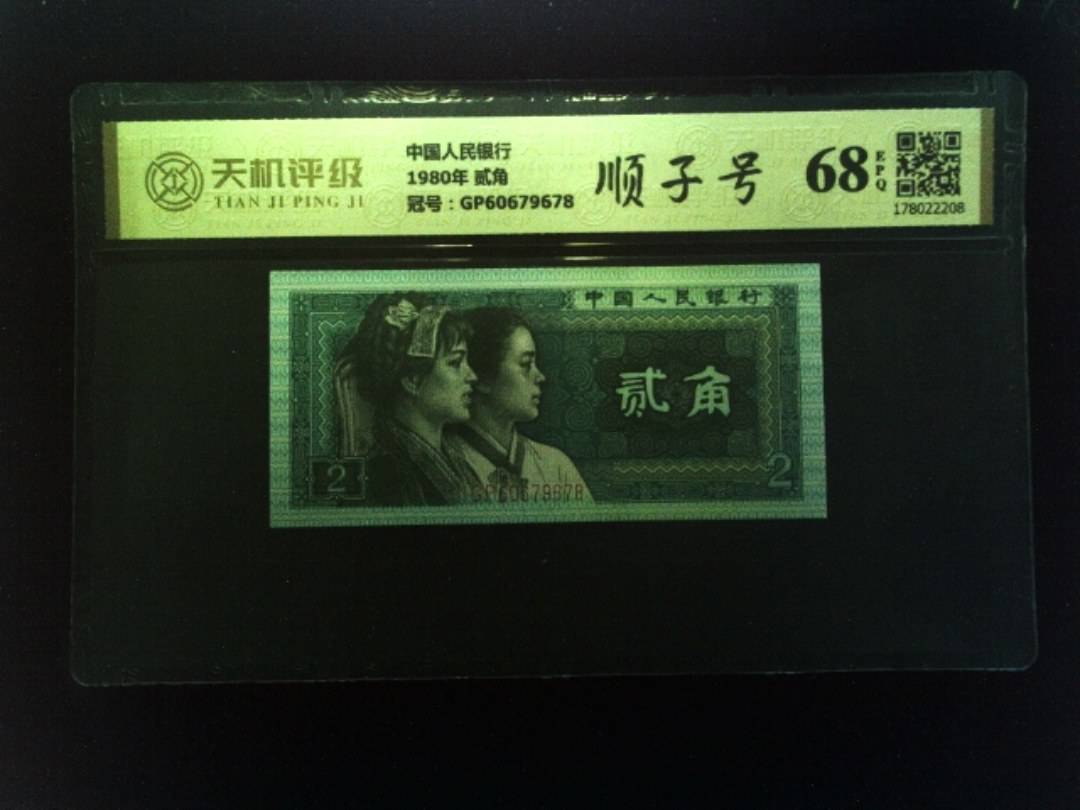 天机评级
TIAN JI PING JI
中国人民银行
1980年 贰角
冠号：GP60679678
顺子号
68
EPQ
178022208
中国人民银行
贰角
2
2
GP60679678